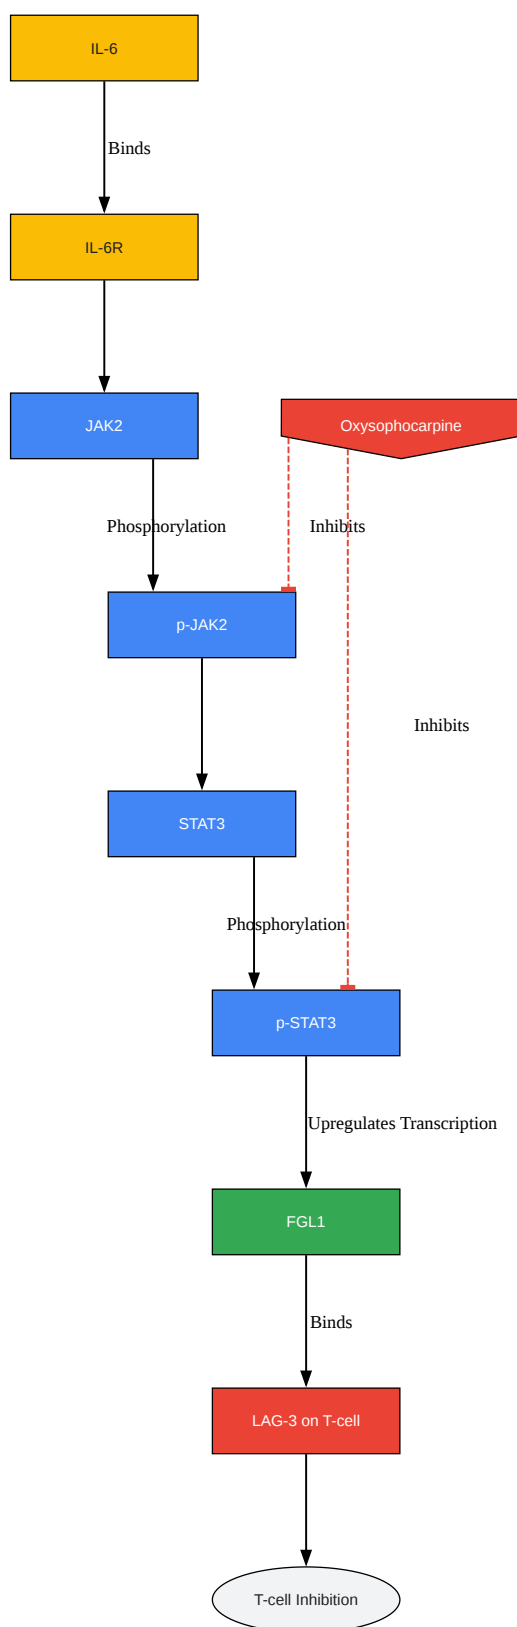 IL-6
Binds
IL-6R
JAK2
Oxysophocarpine
Phosphorylation
Inhibits
p-JAK2
Inhibits
STAT3
Phosphorylation
p-STAT3
Upregulates Transcription
FGL1
Binds
LAG-3 on T-cell
T-cell Inhibition